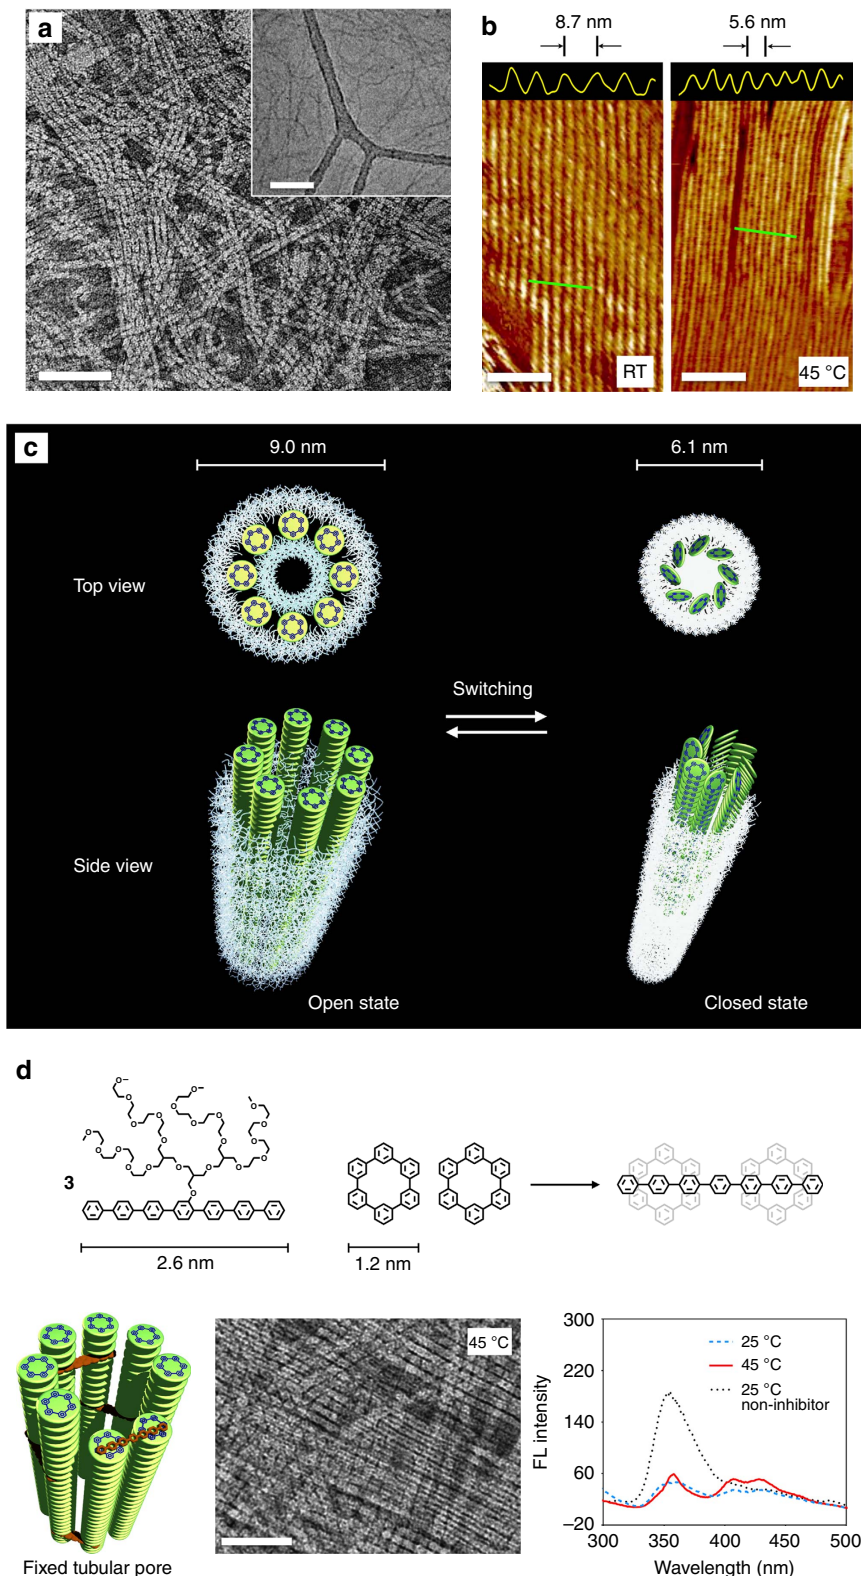 a
b
8.7 nm
5.6 nm
RT
45 °C
c
9.0 nm
6.1 nm
Top view
Switching
Side view
Open state
Closed state
d
3
2.6 nm
1.2 nm
Fixed tubular pore
45 °C
FL intensity
300
220
140
60
−20
25 °C
45 °C
25 °C
non-inhibitor
300
350
400
450
500
Wavelength (nm)